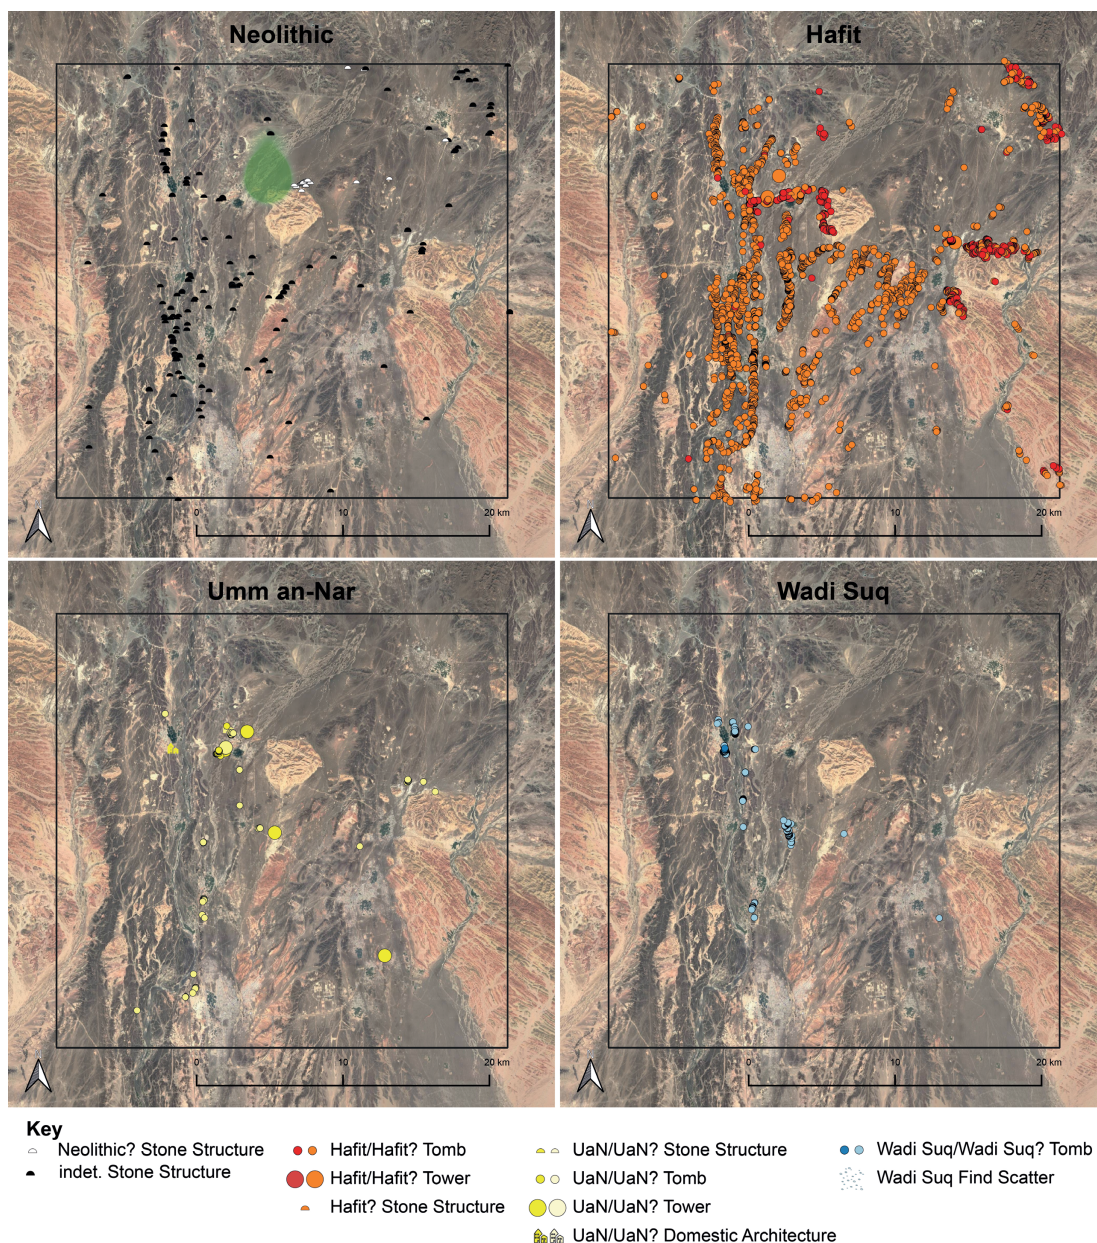 Neolithic
Hafit
0
10
20 km
0
10
20 km
Umm an-Nar
Wadi Suq
0
10
20 km
0
10
20 km
Key
Neolithic? Stone Structure
indet. Stone Structure
Hafit/Hafit? Tomb
Hafit/Hafit? Tower
Hafit? Stone Structure
UaN/UaN? Stone Structure
UaN/UaN? Tomb
UaN/UaN? Tower
UaN/UaN? Domestic Architecture
Wadi Suq/Wadi Suq? Tomb
Wadi Suq Find Scatter